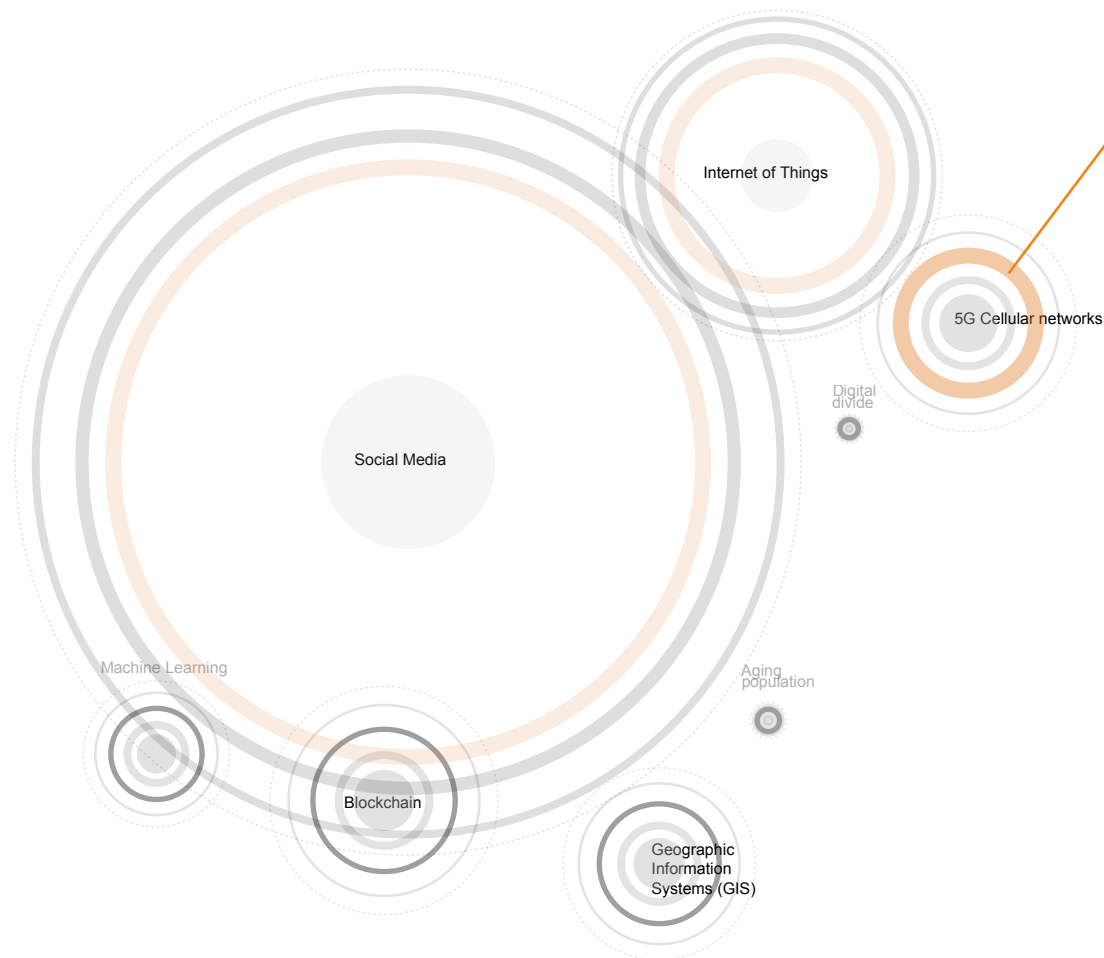 Internet of Things
5G Cellular networks
Digital
divide
Social Media
Machine Learning
Aging
population
Blockchain
Geographic
Information
Systems (GIS)